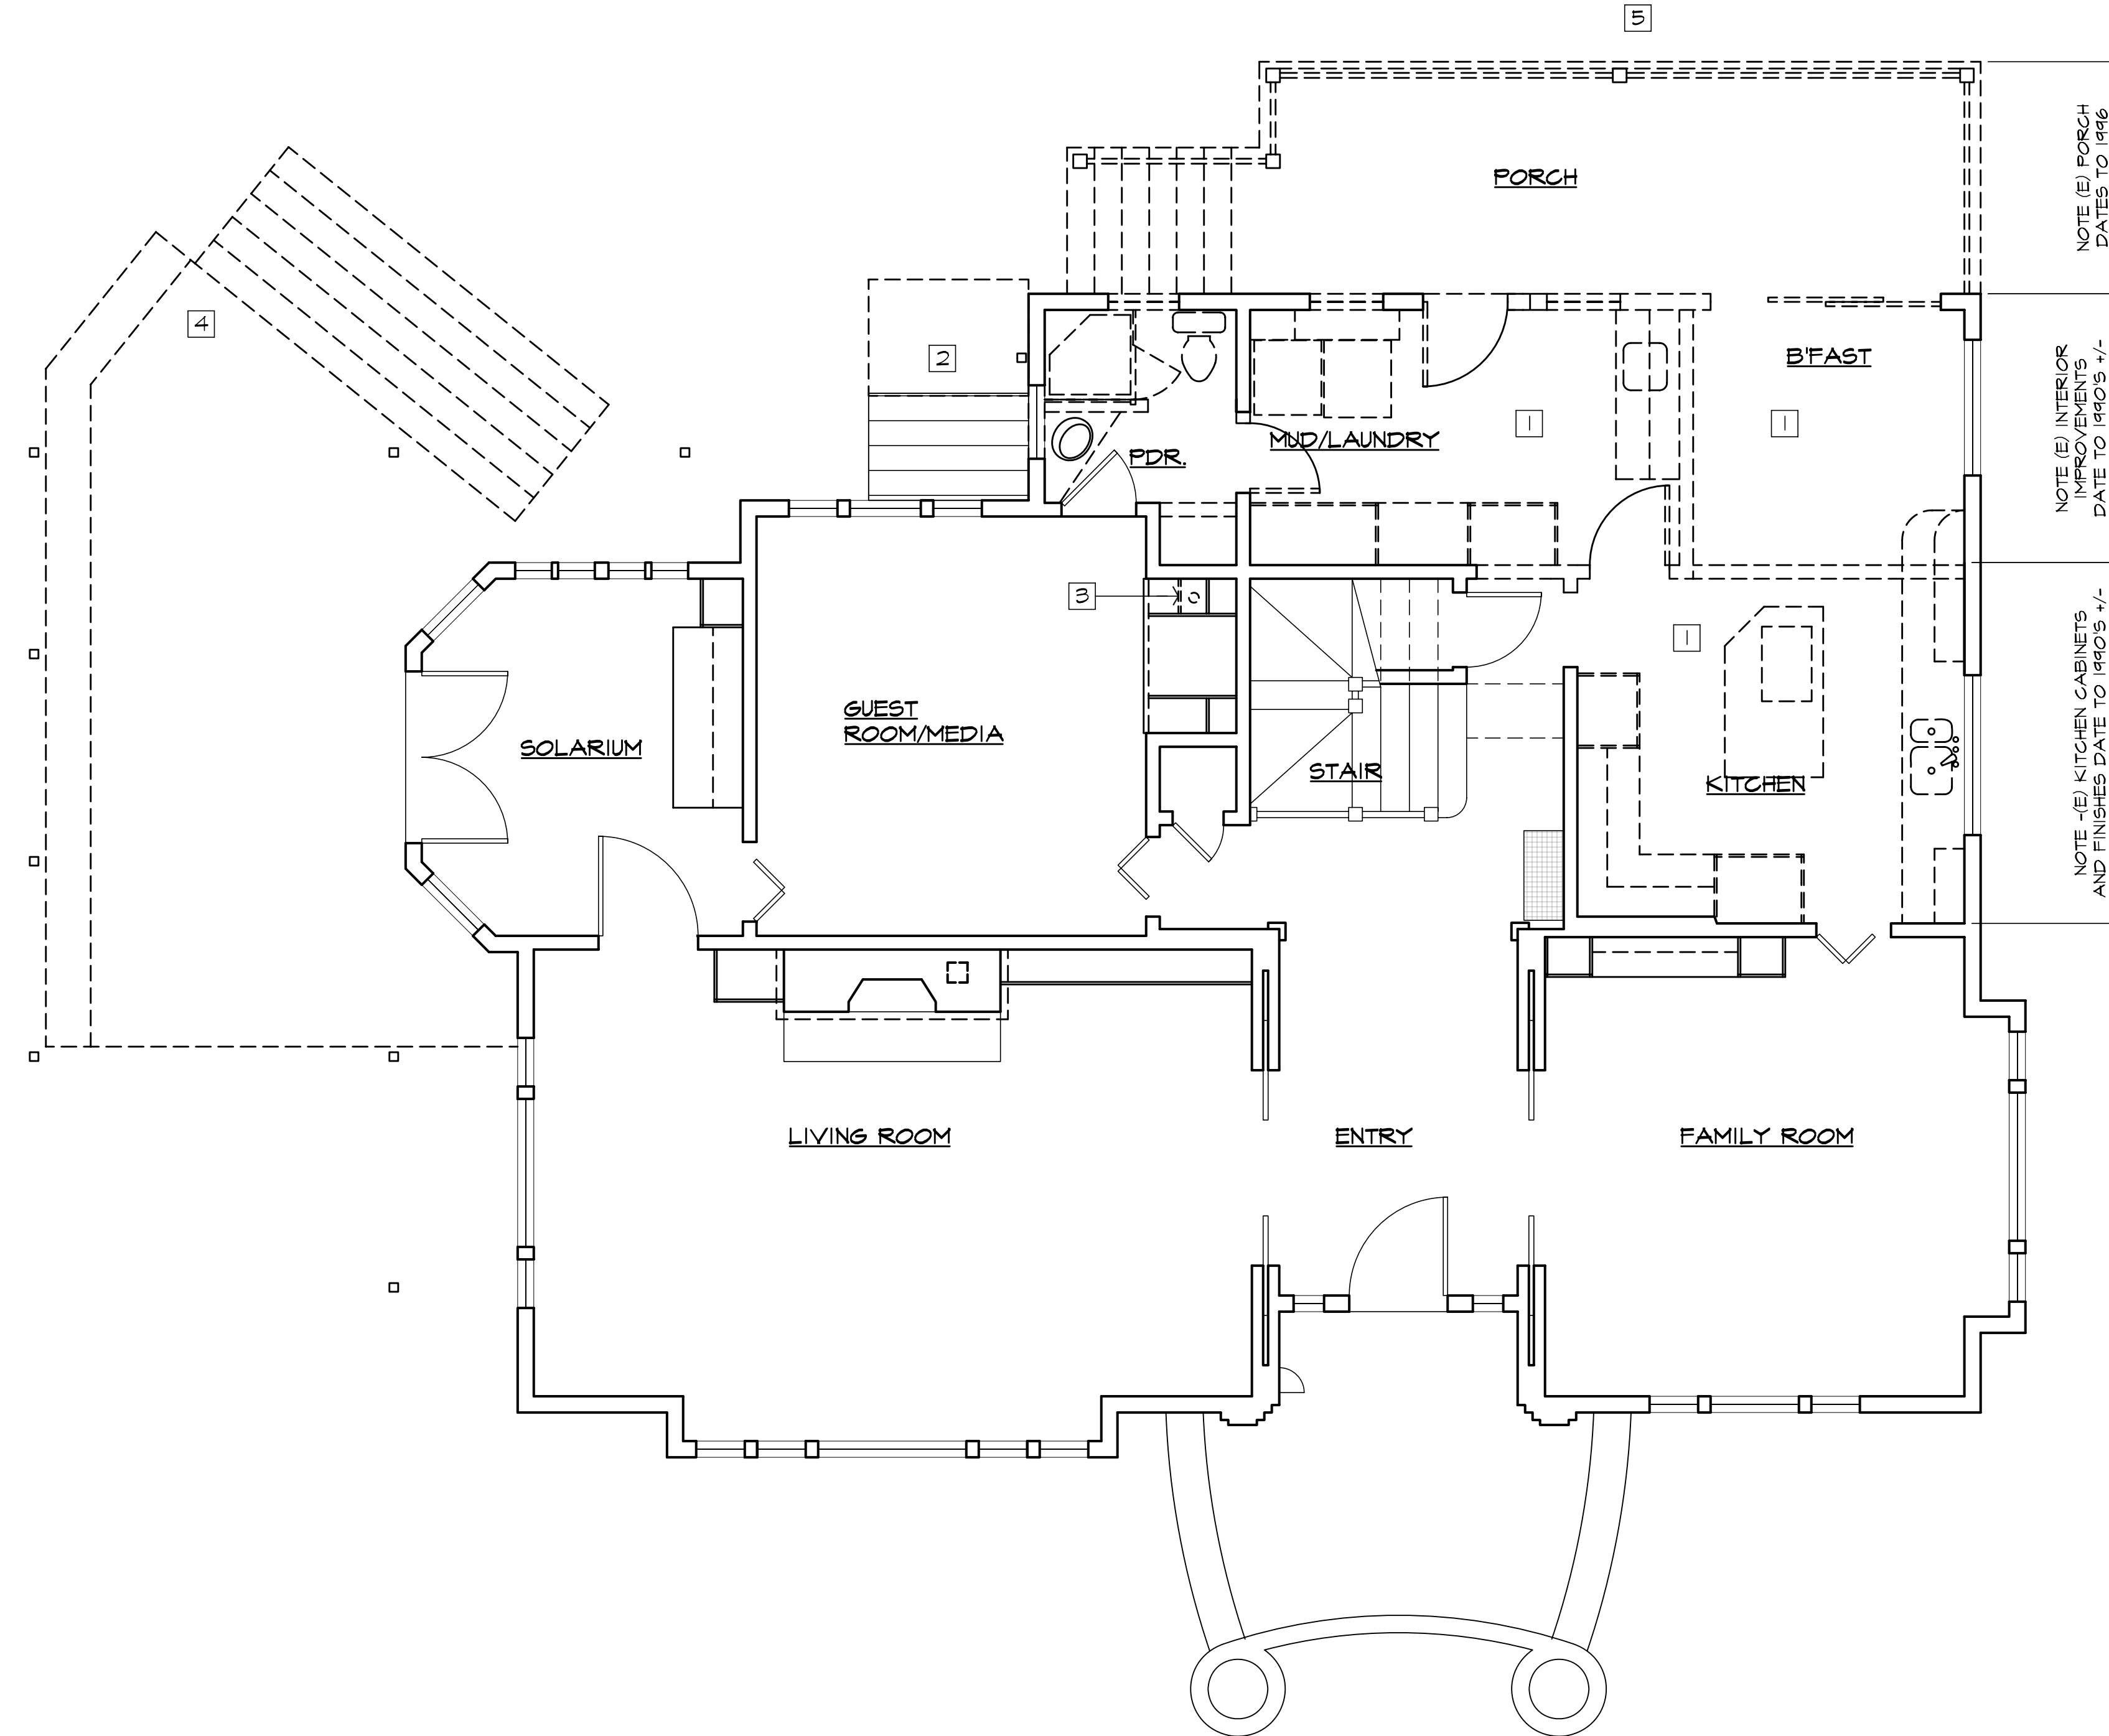 5
PORCH
NOTE (E) PORCH
DATES TO 1996
4
2
B'FAST
NOTE (E) INTERIOR
IMPROVEMENTS
DATE TO 1990'S +/-
1
1
MUD/LAUNDRY
PDR.
3
1
GUEST
ROOM/MEDIA
SOLARIUM
STAIR
KITCHEN
NOTE -(E) KITCHEN CABINETS
AND FINISHES DATE TO 1990'S +/-
LIVING ROOM
ENTRY
FAMILY ROOM